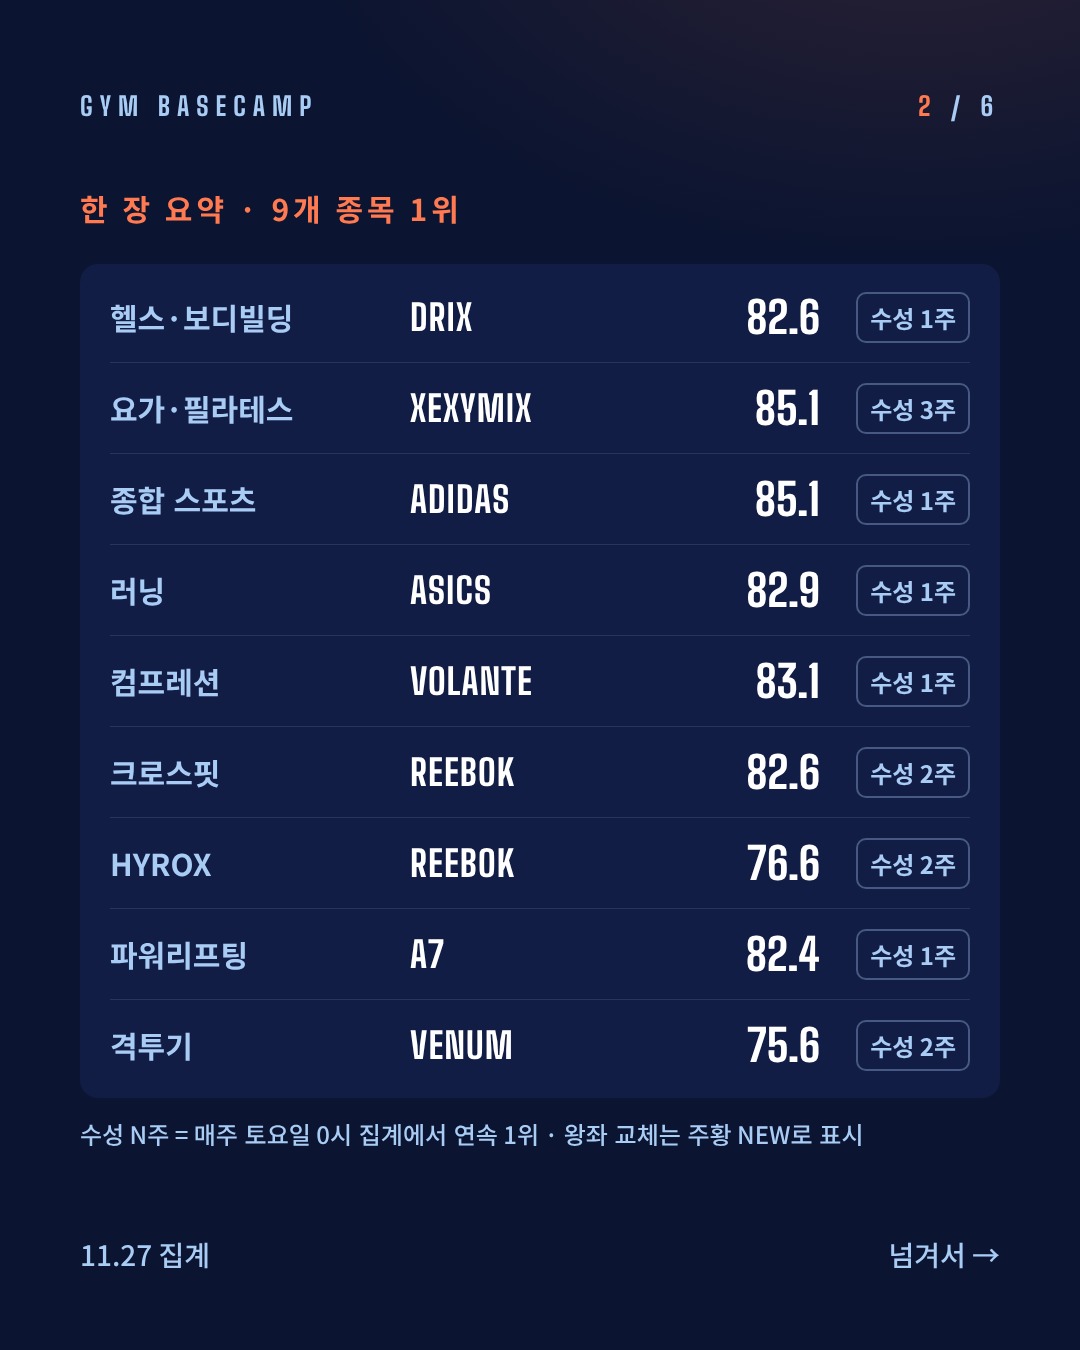 GYM BASECAMP 2 / 6
한 장 요약 · 9개 종목 1위
헬스·보디빌딩 DRIX 82.6 수성 1주
요가·필라테스 XEXYMIX 85.1 수성 3주
종합 스포츠 ADIDAS 85.1 수성 1주
러닝 ASICS 82.9 수성 1주
컴프레션 VOLANTE 83.1 수성 1주
크로스핏 REEBOK 82.6 수성 2주
HYROX REEBOK 76.6 수성 2주
파워리프팅 A7 82.4 수성 1주
격투기 VENUM 75.6 수성 2주
수성 N주 = 매주 토요일 0시 집계에서 연속 1위 · 왕좌 교체는 주황 NEW로 표시
11.27 집계 넘겨서 →